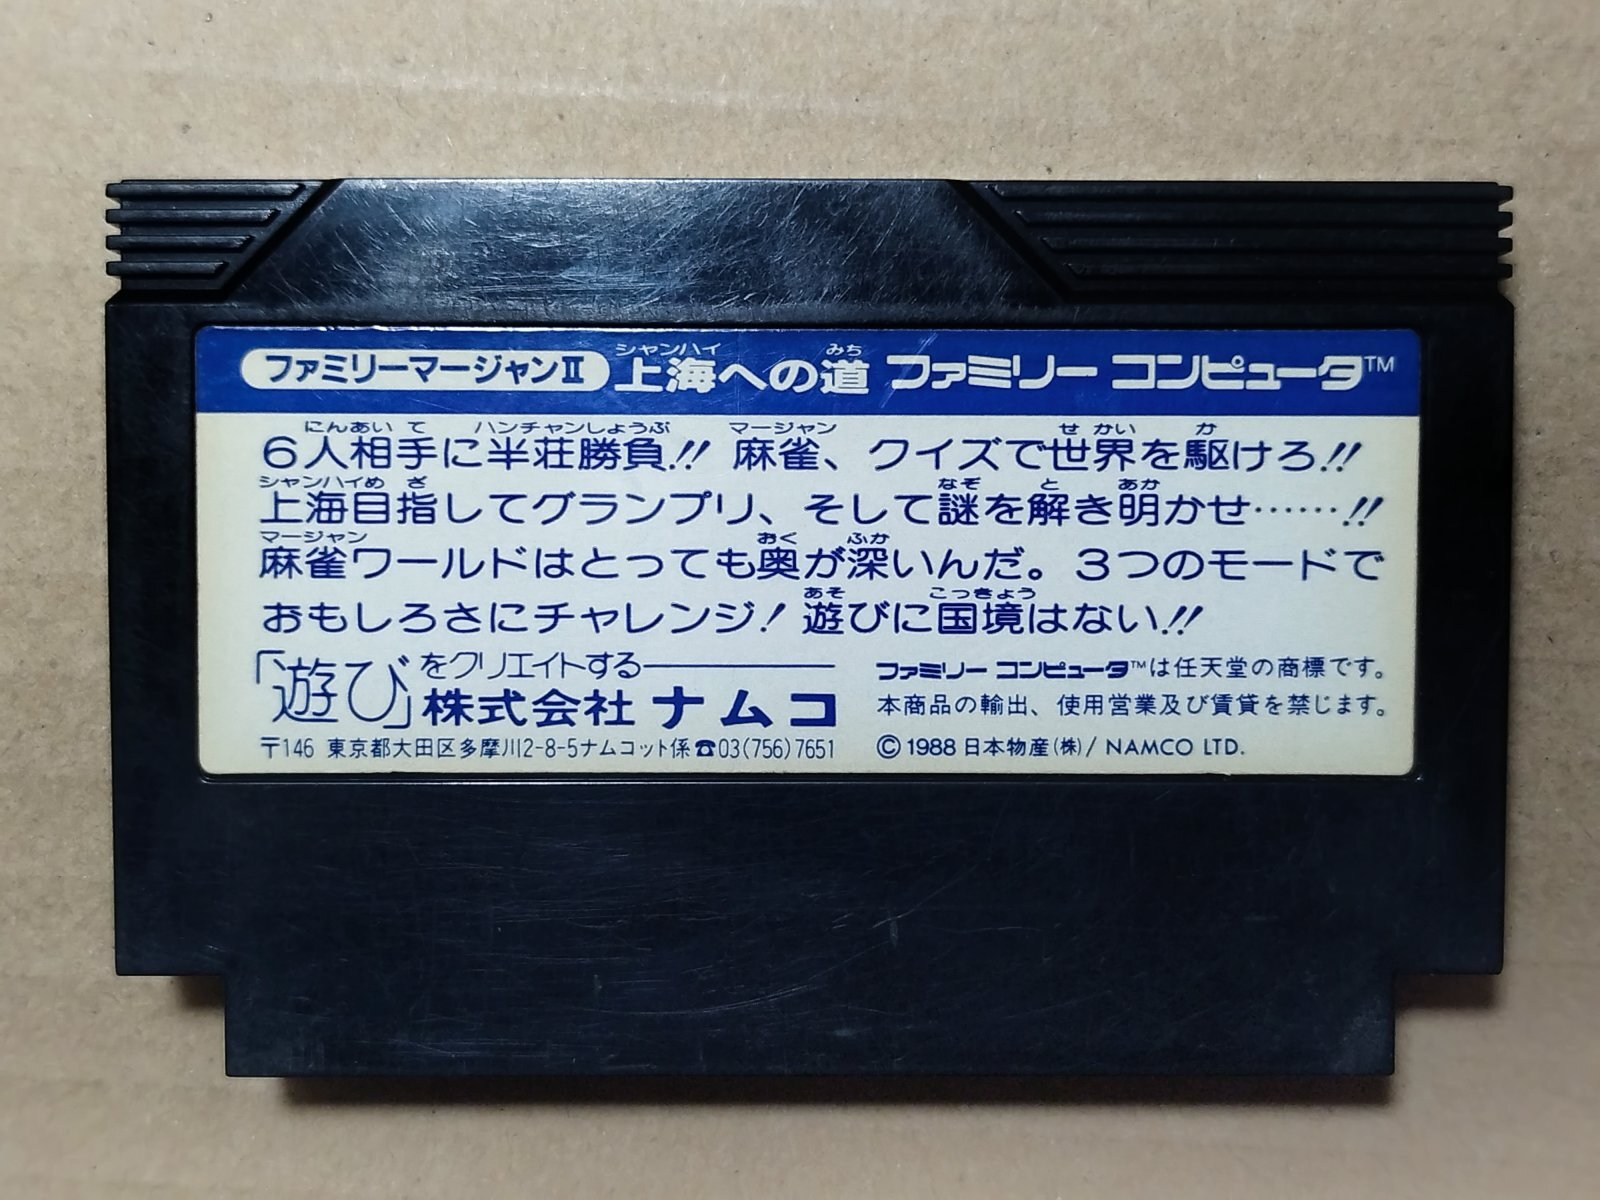 ファミリーマージャンII 上海への道 ファミリー コンピュータ™
シャンハイ みち
にんあいて ハンチャンしょうぶ マージャン せかい か
6人相手に半荘勝負!! 麻雀、クイズで世界を駆けろ!!
シャンハイめざ なぞ と あか
上海目指してグランプリ、そして謎を解き明かせ……!!
マージャン おく ふか
麻雀ワールドはとっても奥が深いんだ。3つのモードで
あそ こっきょう
おもしろさにチャレンジ! 遊びに国境はない!!
「遊び」をクリエイトする
株式会社ナムコ
〒146 東京都大田区多摩川2-8-5ナムコット係☎03(756)7651
ファミリー コンピュータ™は任天堂の商標です。
本商品の輸出、使用営業及び賃貸を禁じます。
©1988 日本物産(株)/ NAMCO LTD.